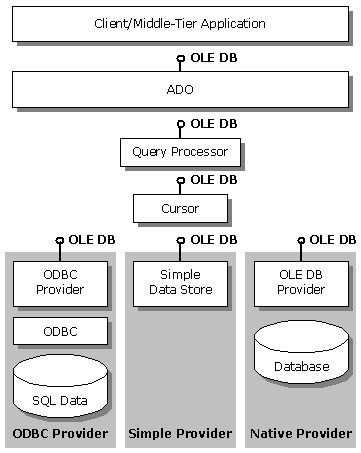 Client/Middle-Tier Application
OLE DB
ADO
OLE DB
Query Processor
OLE DB
Cursor
OLE DB OLE DB OLE DB
ODBC
Provider
Simple
Data Store
OLE DB
Provider
ODBC
SQL Data
Database
ODBC Provider Simple Provider Native Provider